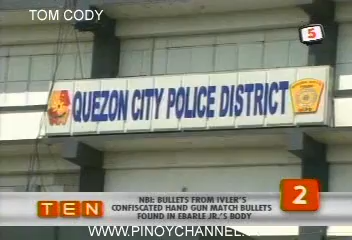 TOM CODY
5
QUEZON CITY POLICE DISTRICT
NBI: BULLETS FROM IVLER'S
CONFISCATED HAND GUN MATCH BULLETS
FOUND IN EBARLE JR.'S BODY
TEN
2
WWW.PINOYCHANNEL.